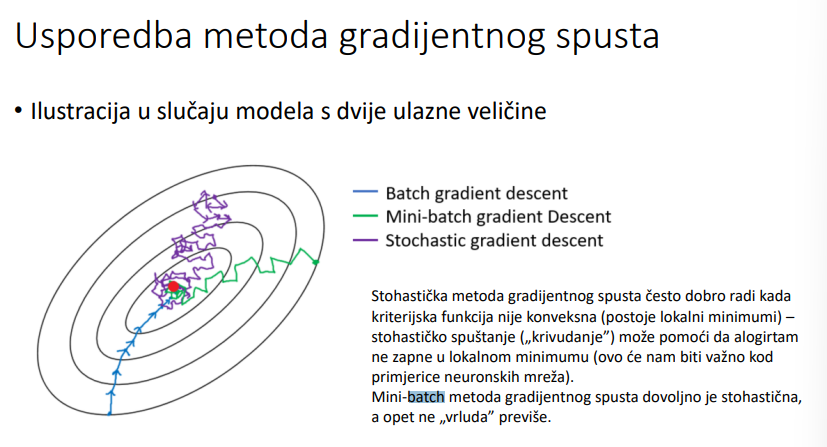 Usporedba metoda gradijentnog spusta
• Ilustracija u slučaju modela s dvije ulazne veličine
Batch gradient descent
Mini-batch gradient Descent
Stochastic gradient descent
Stohastička metoda gradijentnog spusta često dobro radi kada
kriterijska funkcija nije konveksna (postoje lokalni minimumi) –
stohastičko spuštanje („krivudanje”) može pomoći da alogirtam
ne zapne u lokalnom minimumu (ovo će nam biti važno kod
primjerice neuronskih mreža).
Mini-batch metoda gradijentnog spusta dovoljno je stohastična,
a opet ne „vrluda” previše.